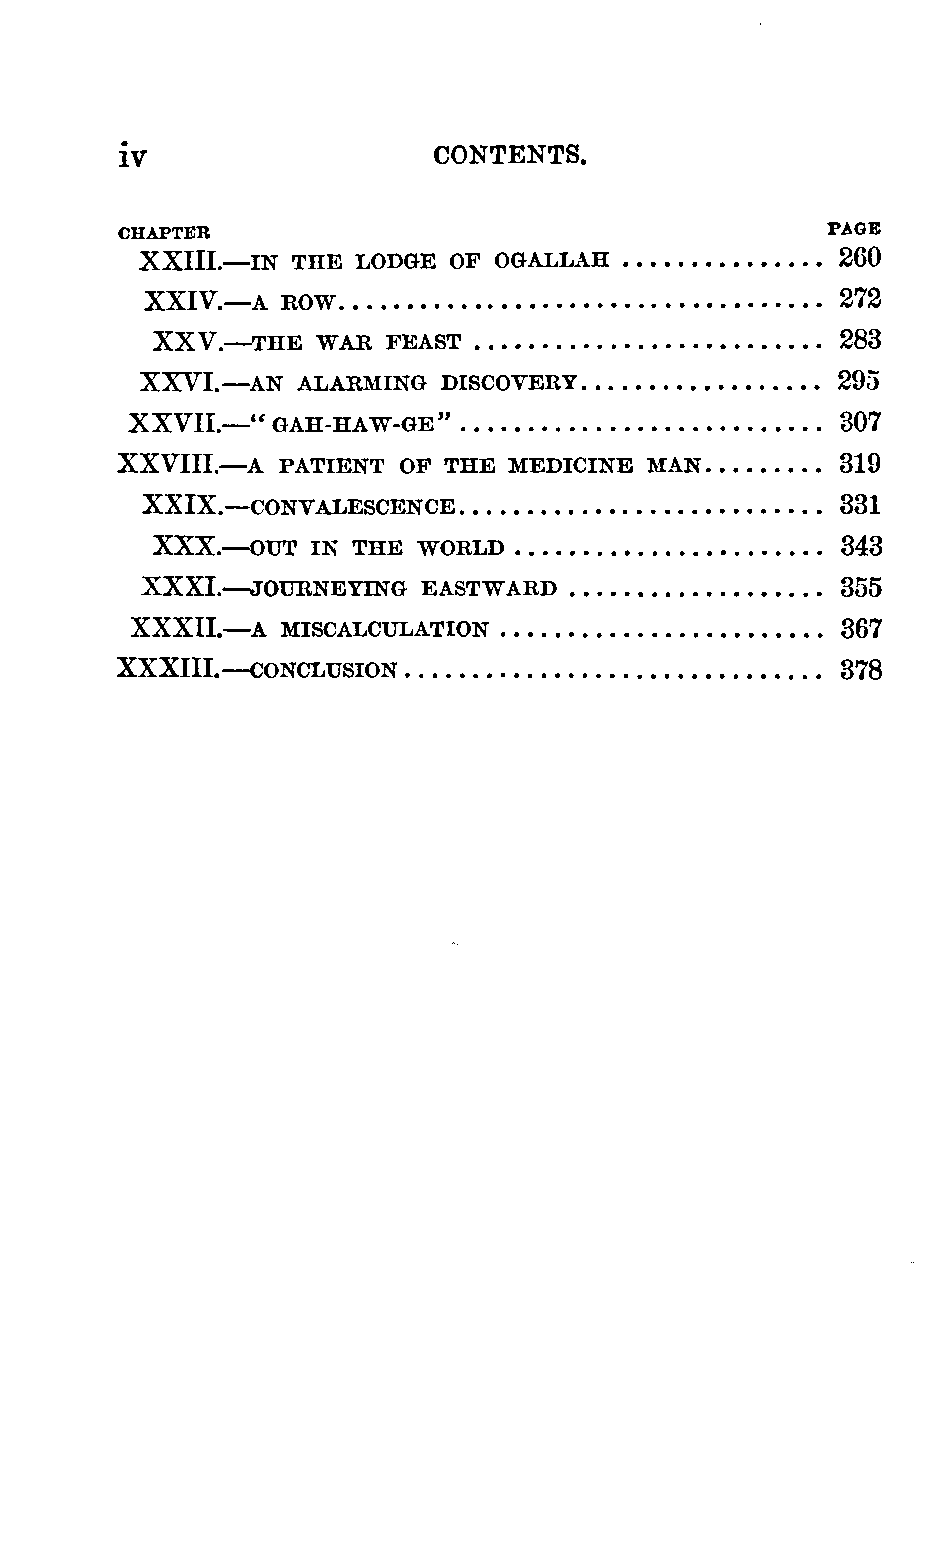 iv CONTENTS.
CHAPTER PAGE
XXIII.—IN THE LODGE OF OGALLAH ............... 260
XXIV.—A ROW.................................... 272
XXV.—THE WAR FEAST .......................... 283
XXVI.—AN ALARMING DISCOVERY.................. 295
XXVII.—“GAH-HAW-GE” ........................... 307
XXVIII.—A PATIENT OF THE MEDICINE MAN......... 319
XXIX.—CONVALESCENCE........................... 331
XXX.—OUT IN THE WORLD ....................... 343
XXXI.—JOURNEYING EASTWARD ................... 355
XXXII.—A MISCALCULATION ........................ 367
XXXIII.—CONCLUSION............................... 378